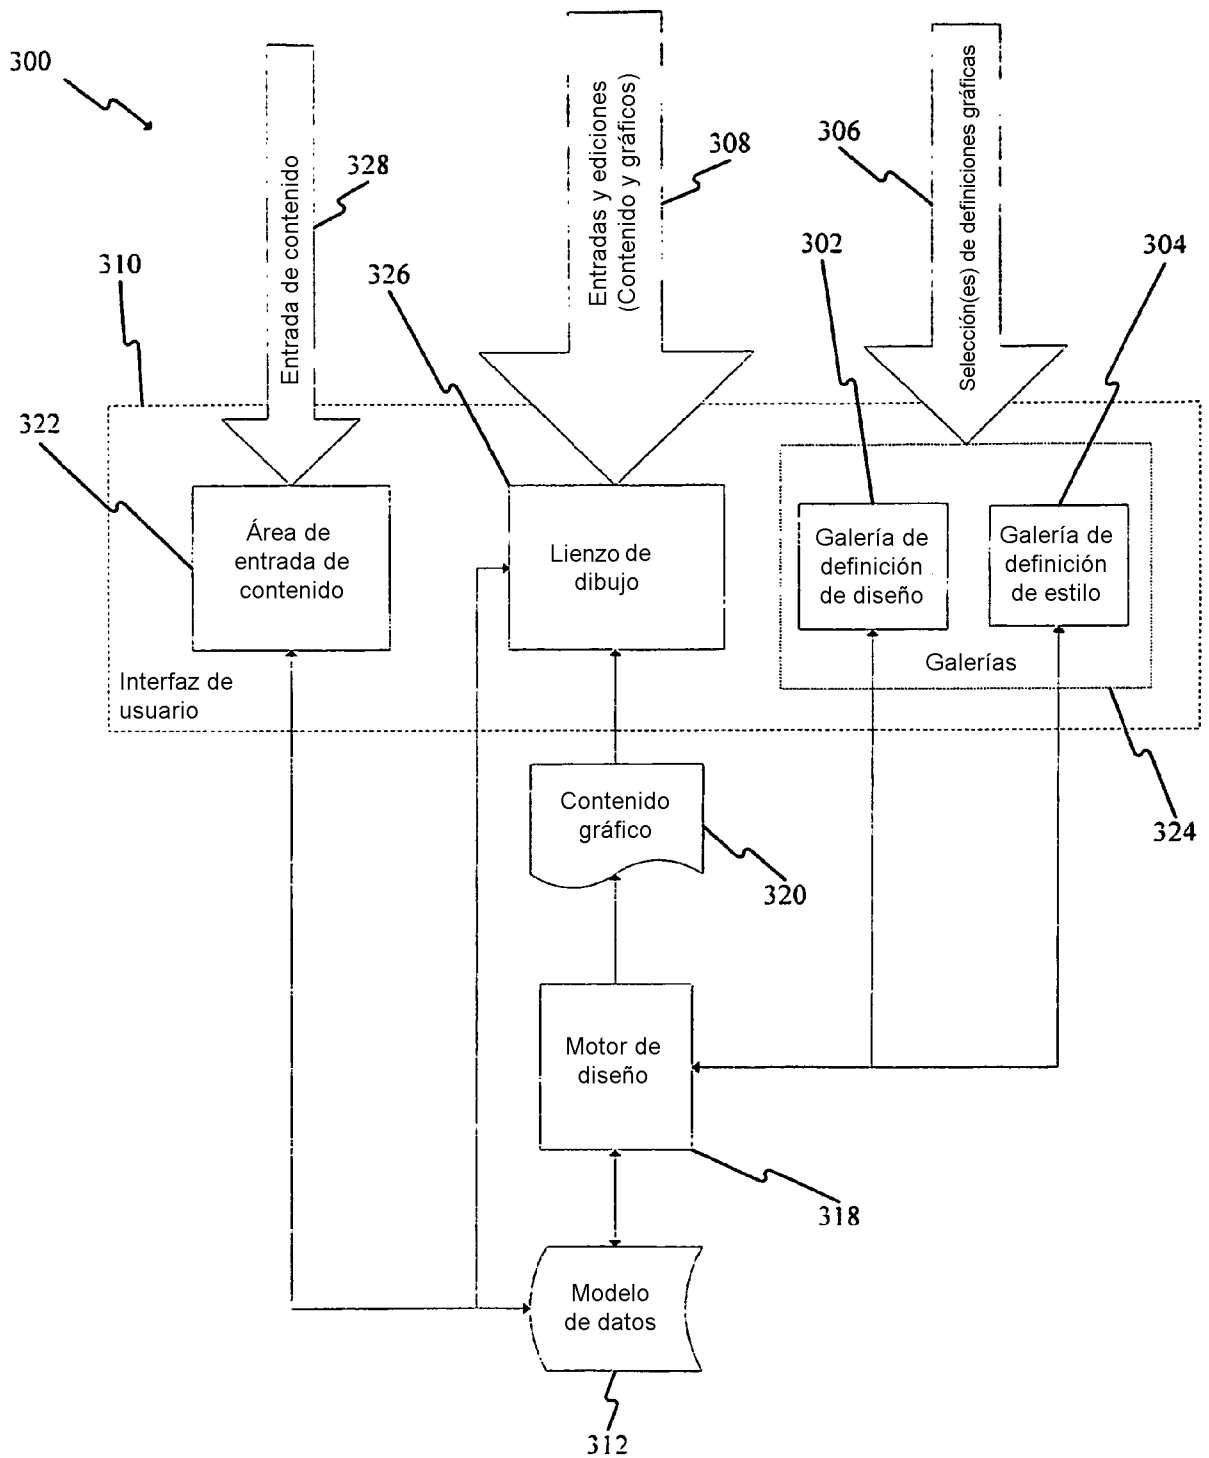 300
328
Entrada de contenido
308
Entradas y ediciones
(Contenido y gráficos)
306
Selección(es) de definiciones gráficas
302
304
310
326
322
Área de
entrada de
contenido
Lienzo de
dibujo
Galería de
definición
de diseño
Galería de
definición
de estilo
Galerías
Interfaz de
usuario
324
Contenido
gráfico
320
Motor de
diseño
318
Modelo
de datos
312